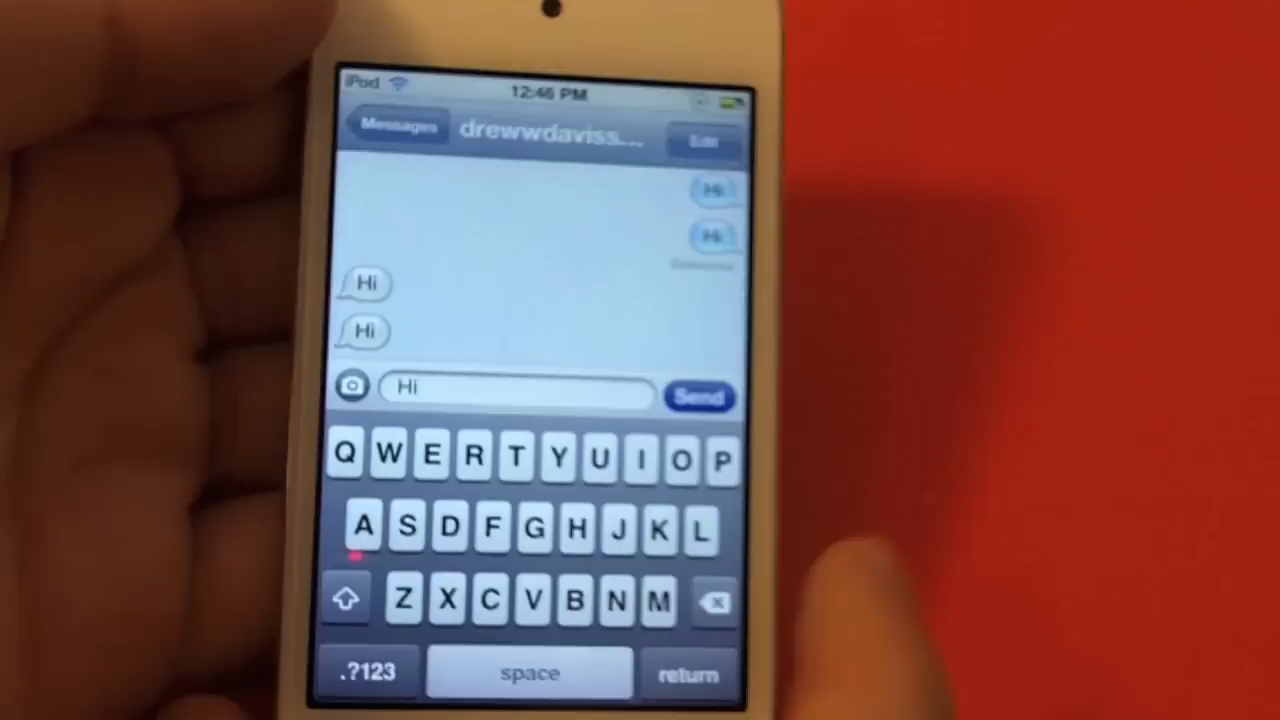 iPod 12:46 PM
Messages drewwdaviss... Edit
Hi
Hi
Hi
Hi
Hi Send
Q W E R T Y U I O P
A S D F G H J K L
Z X C V B N M
.?123 space return